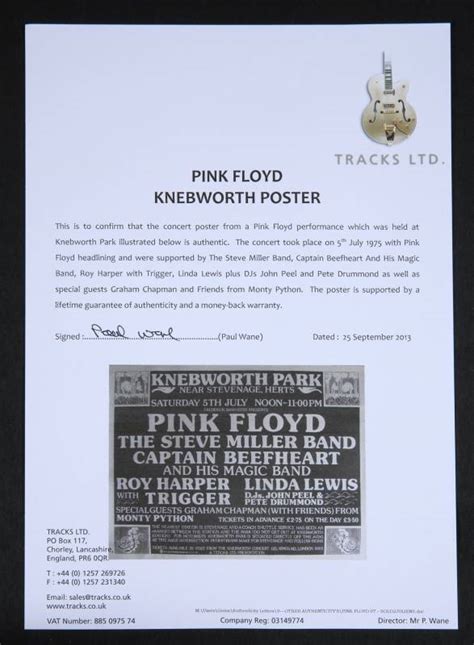 TRACKS LTD.
PINK FLOYD
KNEBWORTH POSTER
This is to confirm that the concert poster from a Pink Floyd performance which was held at
Knebworth Park illustrated below is authentic. The concert took place on 5th July 1975 with Pink
Floyd headlining and were supported by The Steve Miller Band, Captain Beefheart And His Magic
Band, Roy Harper with Trigger, Linda Lewis plus DJs John Peel and Pete Drummond as well as
special guests Graham Chapman and Friends from Monty Python. The poster is supported by a
lifetime guarantee of authenticity and a money-back warranty.
Signed : Paul Wane (Paul Wane) Dated : 25 September 2013
KNEBWORTH PARK
NEAR STEVENAGE, HERTS
SATURDAY 5TH JULY NOON-11:00PM
PINK FLOYD
THE STEVE MILLER BAND
CAPTAIN BEEFHEART
AND HIS MAGIC BAND
ROY HARPER LINDA LEWIS
WITH TRIGGER D.Js. JOHN PEEL & PETE DRUMMOND
SPECIAL GUESTS GRAHAM CHAPMAN (WITH FRIENDS) FROM
MONTY PYTHON TICKETS IN ADVANCE £2·75 ON THE DAY £3·50
TRACKS LTD.
PO Box 117,
Chorley, Lancashire,
England, PR6 0QR
T : +44 (0) 1257 269726
F : +44 (0) 1257 231340
Email: sales@tracks.co.uk
www.tracks.co.uk
VAT Number: 885 0975 74 Company Reg: 03149774 Director: Mr P. Wane